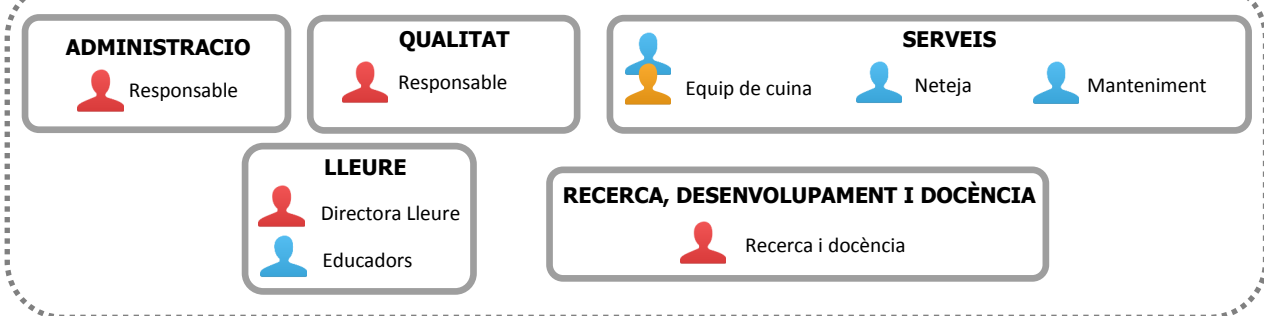 ADMINISTRACIO
Responsable
QUALITAT
Responsable
SERVEIS
Equip de cuina
Neteja
Manteniment
LLEURE
Directora Lleure
Educadors
RECERCA, DESENVOLUPAMENT I DOCÈNCIA
Recerca i docència